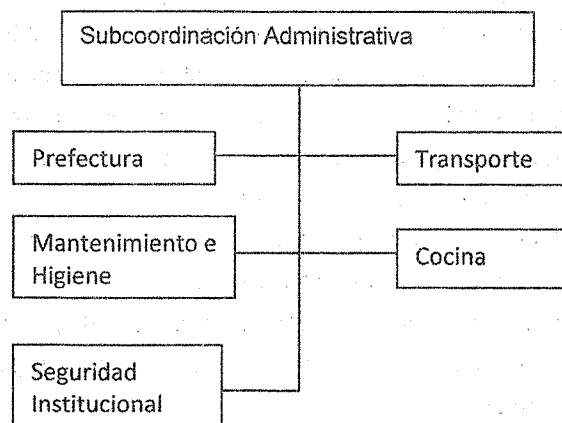 Subcoordinación Administrativa
Prefectura
Transporte
Mantenimiento e
Higiene
Cocina
Seguridad
Institucional